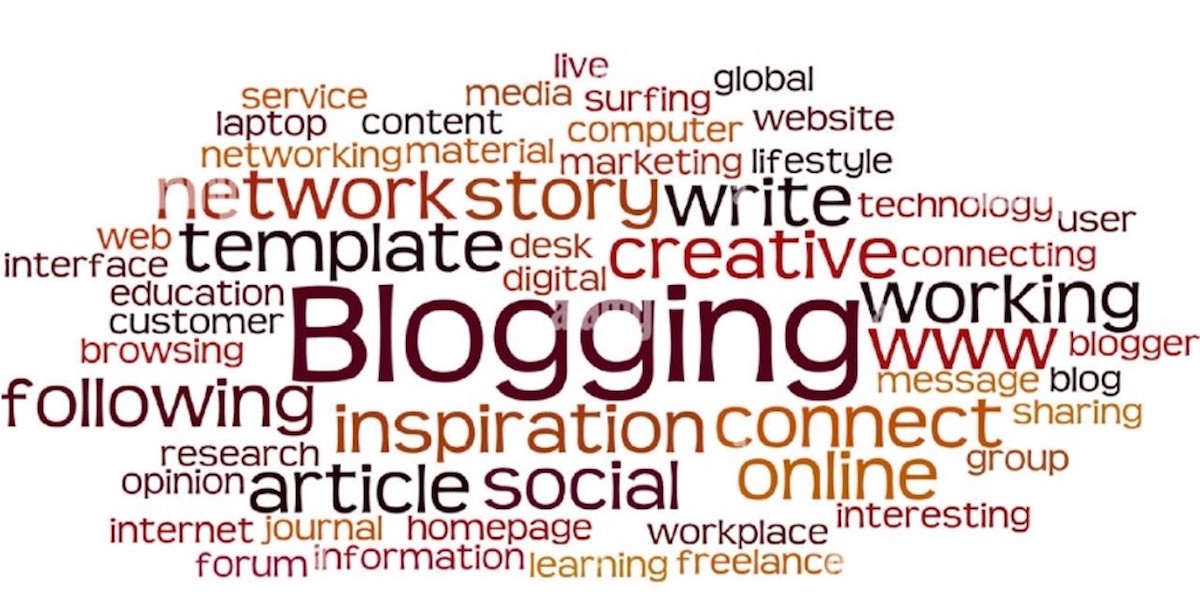 live
service media surfing global
laptop content computer website
networking material marketing lifestyle
network story write technology user
web template desk creative connecting
interface digital
education Blogging working
customer
browsing www blogger
message blog
following inspiration connect sharing
research group
opinion article social online
internet journal homepage workplace interesting
forum information learning freelance